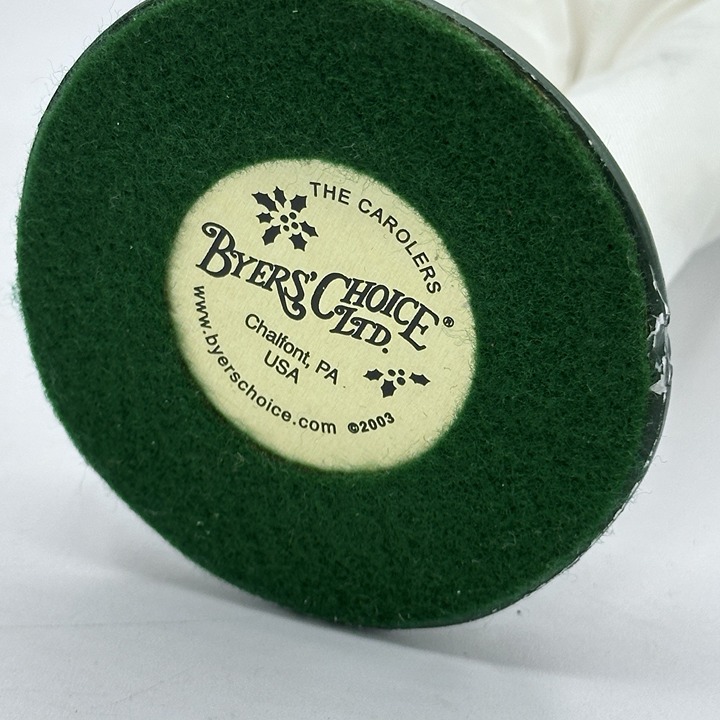 THE CAROLERS
BYERS' CHOICE®
LTD.
Chalfont, PA
USA
www.byerschoice.com ©2003